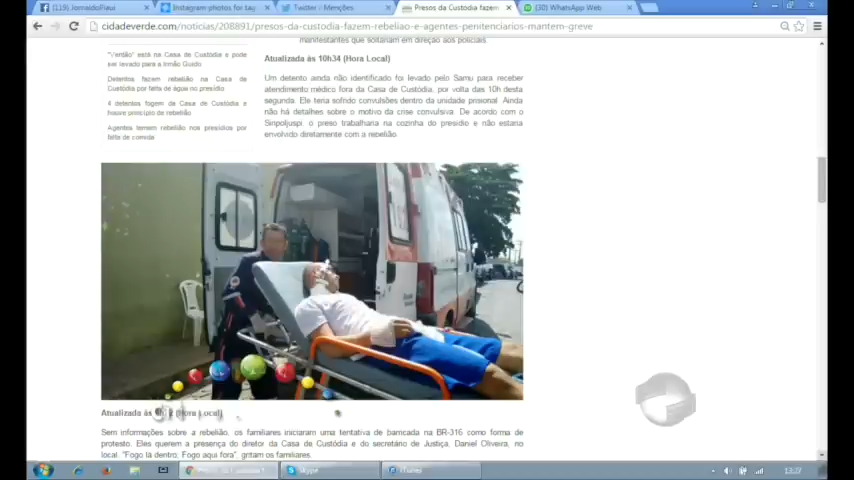 (119) JornaldoPiaui
Instagram photos for tag
Twitter // Menções
Presos da Custódia fazem
(30) WhatsApp Web
cidadeverde.com/noticias/208891/presos-da-custodia-fazem-rebeliao-e-agentes-penitenciarios-mantem-greve
manifestantes que soltaram em direção aos policiais.
"Ventão" está na Casa de Custódia e pode
ser levado para a Irmão Guido
Detentos fazem rebelião na Casa de
Custódia por falta de água no presídio
4 detentos fogem da Casa de Custódia e
houve princípio de rebelião
Agentes temem rebelião nos presídios por
falta de comida
Atualizada às 10h34 (Hora Local)
Um detento ainda não identificado foi levado pelo Samu para receber
atendimento médico fora da Casa de Custódia, por volta das 10h desta
segunda. Ele teria sofrido convulsões dentro da unidade prisional. Ainda
não há detalhes sobre o motivo da crise convulsiva. De acordo com o
Sinpoljuspi, o preso trabalharia na cozinha do presídio e não estaria
envolvido diretamente com a rebelião
Atualizada às (Hora Local)
Sem informações sobre a rebelião, os familiares iniciaram uma tentativa de barricada na BR-316 como forma de
protesto. Eles querem a presença do diretor da Casa de Custódia e do secretário de Justiça, Daniel Oliveira, no
local. "Fogo lá dentro, Fogo aqui fora", gritam os familiares.
Presos da Custódia f
Skype
iTunes
13:27